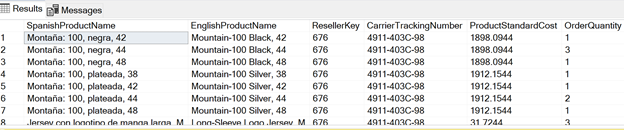 Results Messages
SpanishProductName EnglishProductName ResellerKey CarrierTrackingNumber ProductStandardCost OrderQuantity
1 Montaña: 100, negra, 42 Mountain-100 Black, 42 676 4911-403C-98 1898.0944 1
2 Montaña: 100, negra, 44 Mountain-100 Black, 44 676 4911-403C-98 1898.0944 3
3 Montaña: 100, negra, 48 Mountain-100 Black, 48 676 4911-403C-98 1898.0944 1
4 Montaña: 100, plateada, 38 Mountain-100 Silver, 38 676 4911-403C-98 1912.1544 1
5 Montaña: 100, plateada, 42 Mountain-100 Silver, 42 676 4911-403C-98 1912.1544 1
6 Montaña: 100, plateada, 44 Mountain-100 Silver, 44 676 4911-403C-98 1912.1544 2
7 Montaña: 100, plateada, 48 Mountain-100 Silver, 48 676 4911-403C-98 1912.1544 1
8 Jersey con logotipo de manga larga, M Long-Sleeve Logo Jersey, M 676 4911-403C-98 31.7244 3